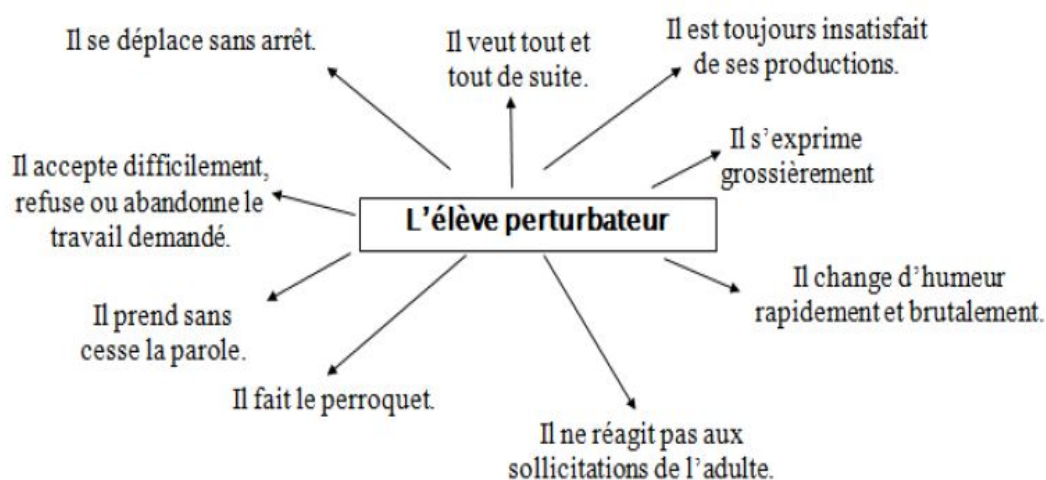 Il se déplace sans arrêt.
Il veut tout et
tout de suite.
Il est toujours insatisfait
de ses productions.
Il s’exprime
grossièrement
Il accepte difficilement,
refuse ou abandonne le
travail demandé.
L’élève perturbateur
Il change d’humeur
rapidement et brutalement.
Il prend sans
cesse la parole.
Il fait le perroquet.
Il ne réagit pas aux
sollicitations de l’adulte.